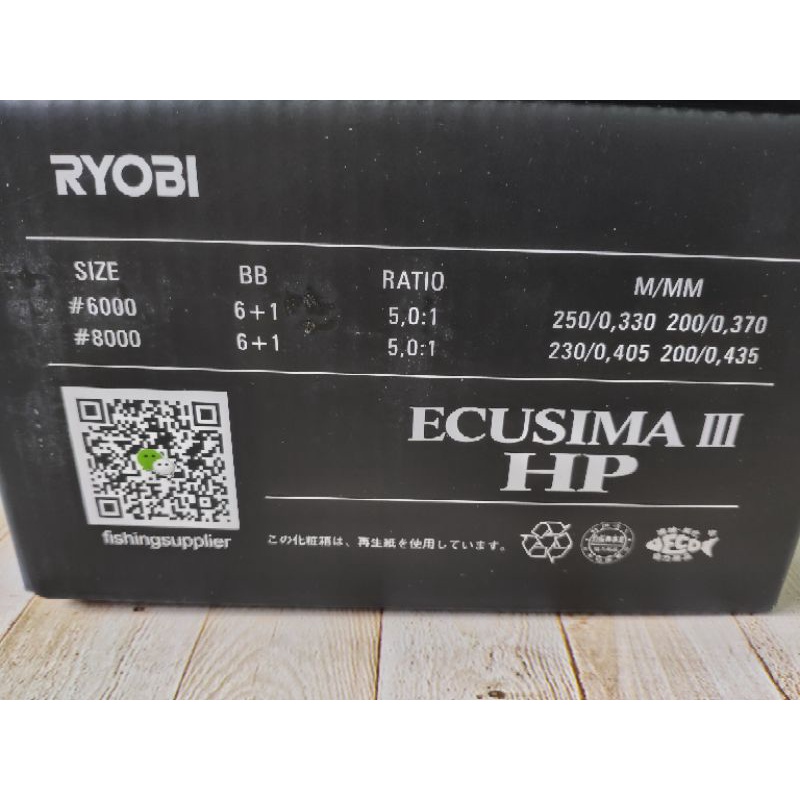 RYOBI
SIZE BB RATIO M/MM
#6000 6+1 5,0:1 250/0,330 200/0,370
#8000 6+1 5,0:1 230/0,405 200/0,435
ECUSIMA III
HP
fishingsupplier
この化粧箱は、再生紙を使用しています。
ECO